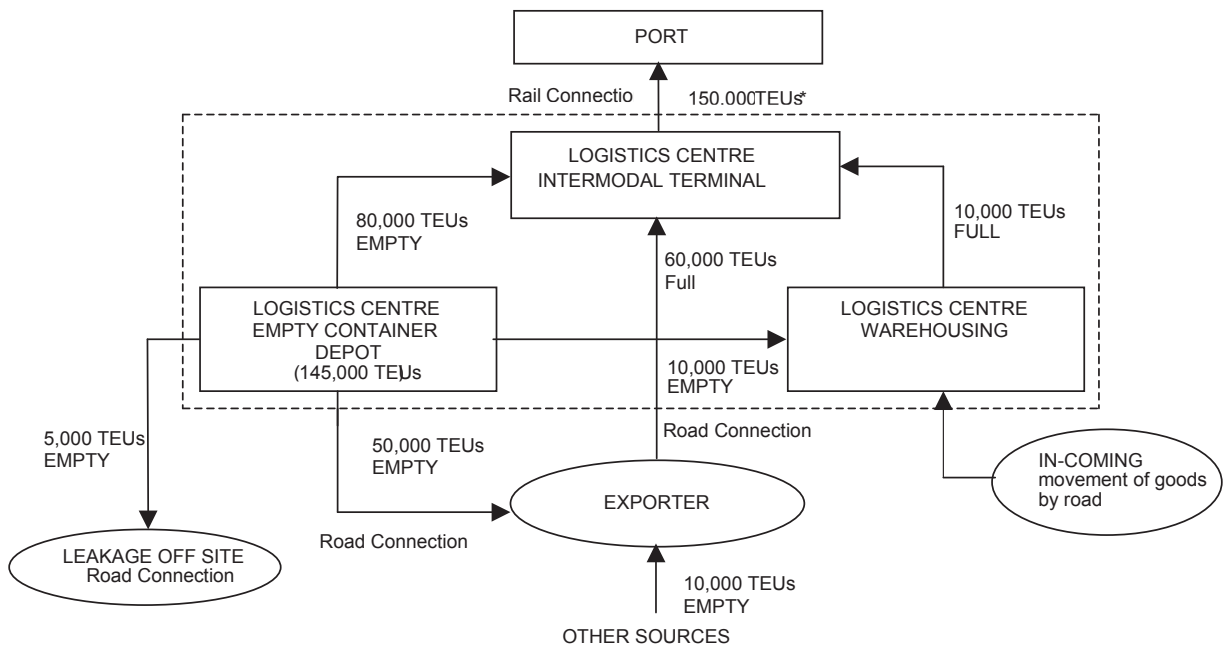 PORT
Rail Connectio
150.000TEUs*
LOGISTICS CENTRE
INTERMODAL TERMINAL
80,000 TEUs
EMPTY
10,000 TEUs
FULL
60,000 TEUs
Full
LOGISTICS CENTRE
EMPTY CONTAINER
DEPOT
(145,000 TEUs)
LOGISTICS CENTRE
WAREHOUSING
10,000 TEUs
EMPTY
5,000 TEUs
EMPTY
50,000 TEUs
EMPTY
Road Connection
EXPORTER
IN-COMING
movement of goods
by road
Road Connection
LEAKAGE OFF SITE
Road Connection
10,000 TEUs
EMPTY
OTHER SOURCES